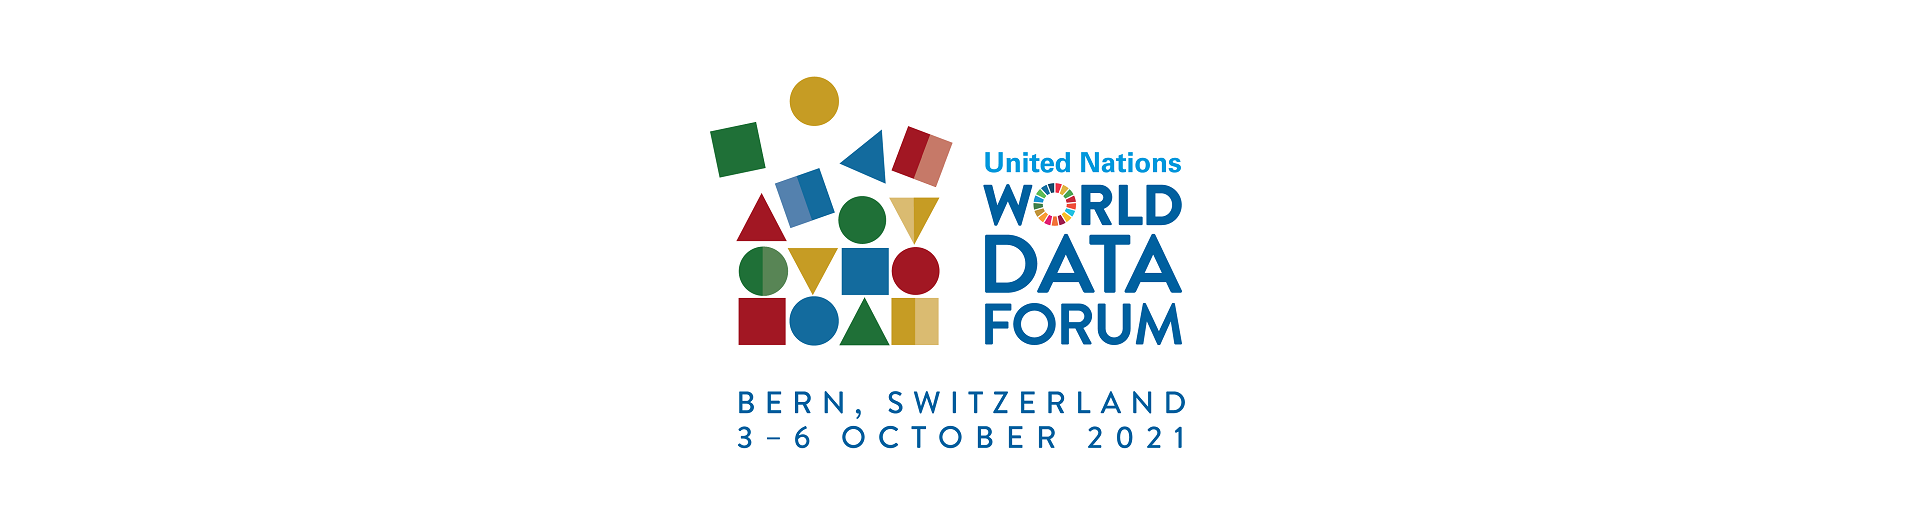 United Nations
WORLD
DATA
FORUM
BERN, SWITZERLAND
3–6 OCTOBER 2021